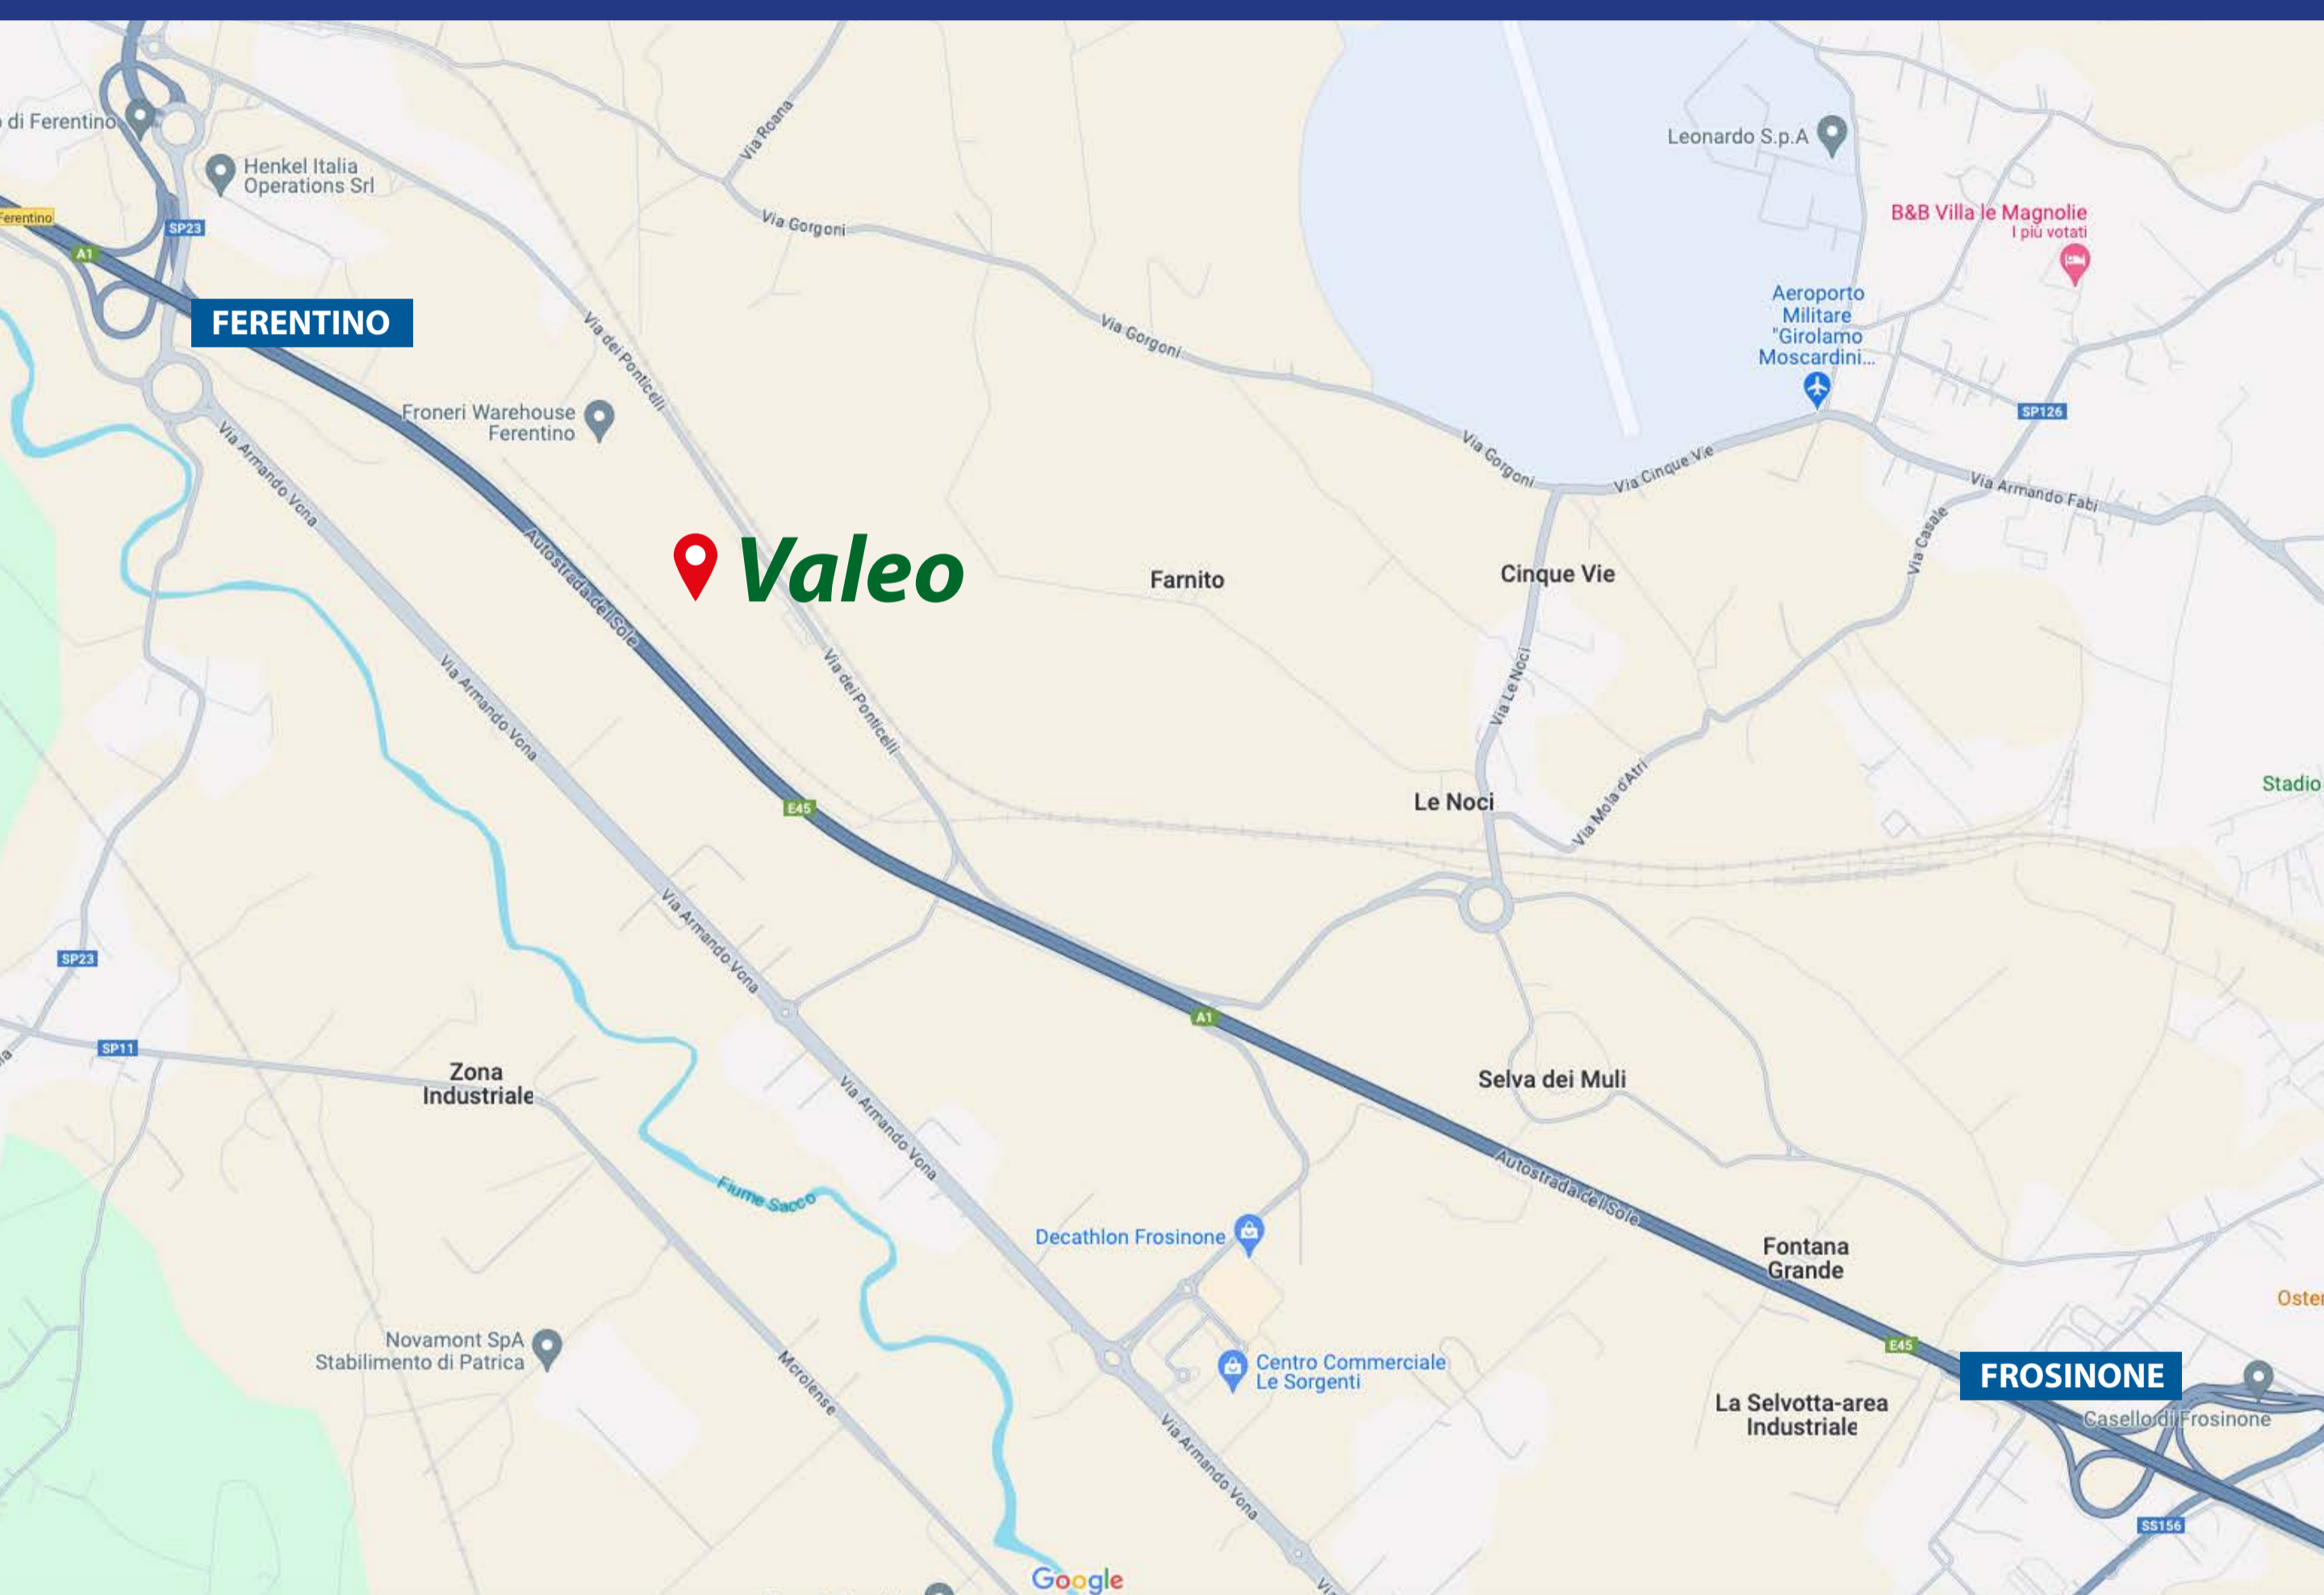 Via Roana
di Ferentino
Leonardo S.p.A
Henkel Italia
Operations Srl
B&B Villa le Magnolie
I più votati
Ferentino
SP23
Via Gorgoni
A1
Aeroporto
Militare
"Girolamo
Moscardini...
FERENTINO
Via dei Ponticelli
Via Gorgoni
Froneri Warehouse
Ferentino
SP126
Via Armando Vona
Via Gorgoni
Via Cinque Vie
Via Armando Fabi
Via Casale
Autostrada del Sole
Valeo
Farnito
Cinque Vie
Via Armando Vona
Via dei Ponticelli
Via Le Noci
Stadio
E45
Le Noci
Via Mola d'Atri
Via Armando Vona
SP23
A1
SP11
Zona
Industriale
Selva dei Muli
Via Armando Vona
Fiume Sacco
Autostrada del Sole
Decathlon Frosinone
Fontana
Grande
Oster
Novamont SpA
Stabilimento di Patrica
E45
Centro Commerciale
Le Sorgenti
FROSINONE
Morolense
La Selvotta-area
Industriale
Casello di Frosinone
Via Armando Vona
SS156
Google